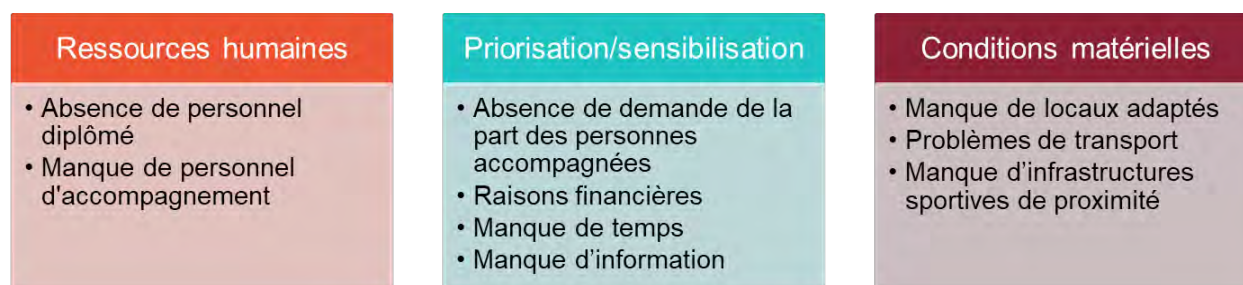 Ressources humaines
• Absence de personnel
diplômé
• Manque de personnel
d'accompagnement
Priorisation/sensibilisation
• Absence de demande de la
part des personnes
accompagnées
• Raisons financières
• Manque de temps
• Manque d’information
Conditions matérielles
• Manque de locaux adaptés
• Problèmes de transport
• Manque d’infrastructures
sportives de proximité